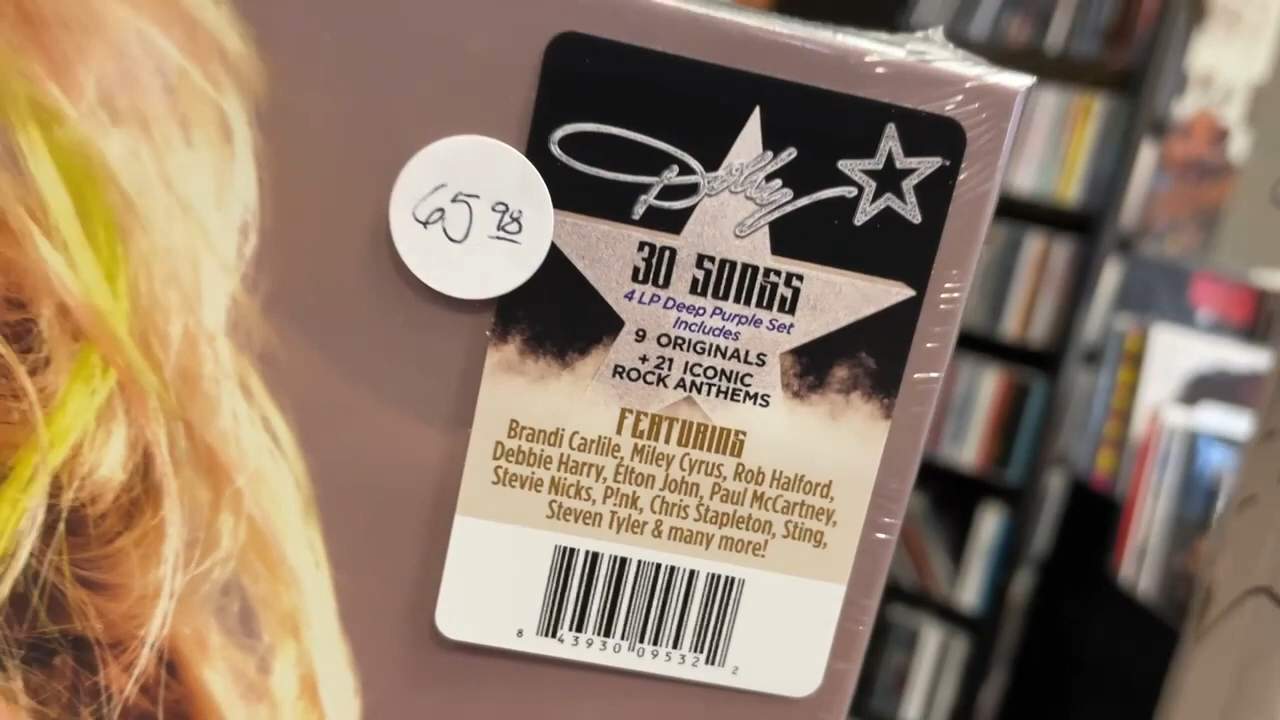 65 98
Dolly
30 SONGS
4 LP Deep Purple Set
Includes
9 ORIGINALS
+ 21 ICONIC
ROCK ANTHEMS
FEATURING
Brandi Carlile, Miley Cyrus, Rob Halford,
Debbie Harry, Elton John, Paul McCartney,
Stevie Nicks, P!nk, Chris Stapleton, Sting,
Steven Tyler & many more!
8 43930 09532 2